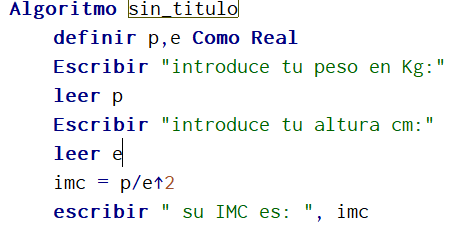 Algoritmo sin_titulo
definir p,e Como Real
Escribir "introduce tu peso en Kg:"
leer p
Escribir "introduce tu altura cm:"
leer e
imc = p/e↑2
escribir " su IMC es: ", imc